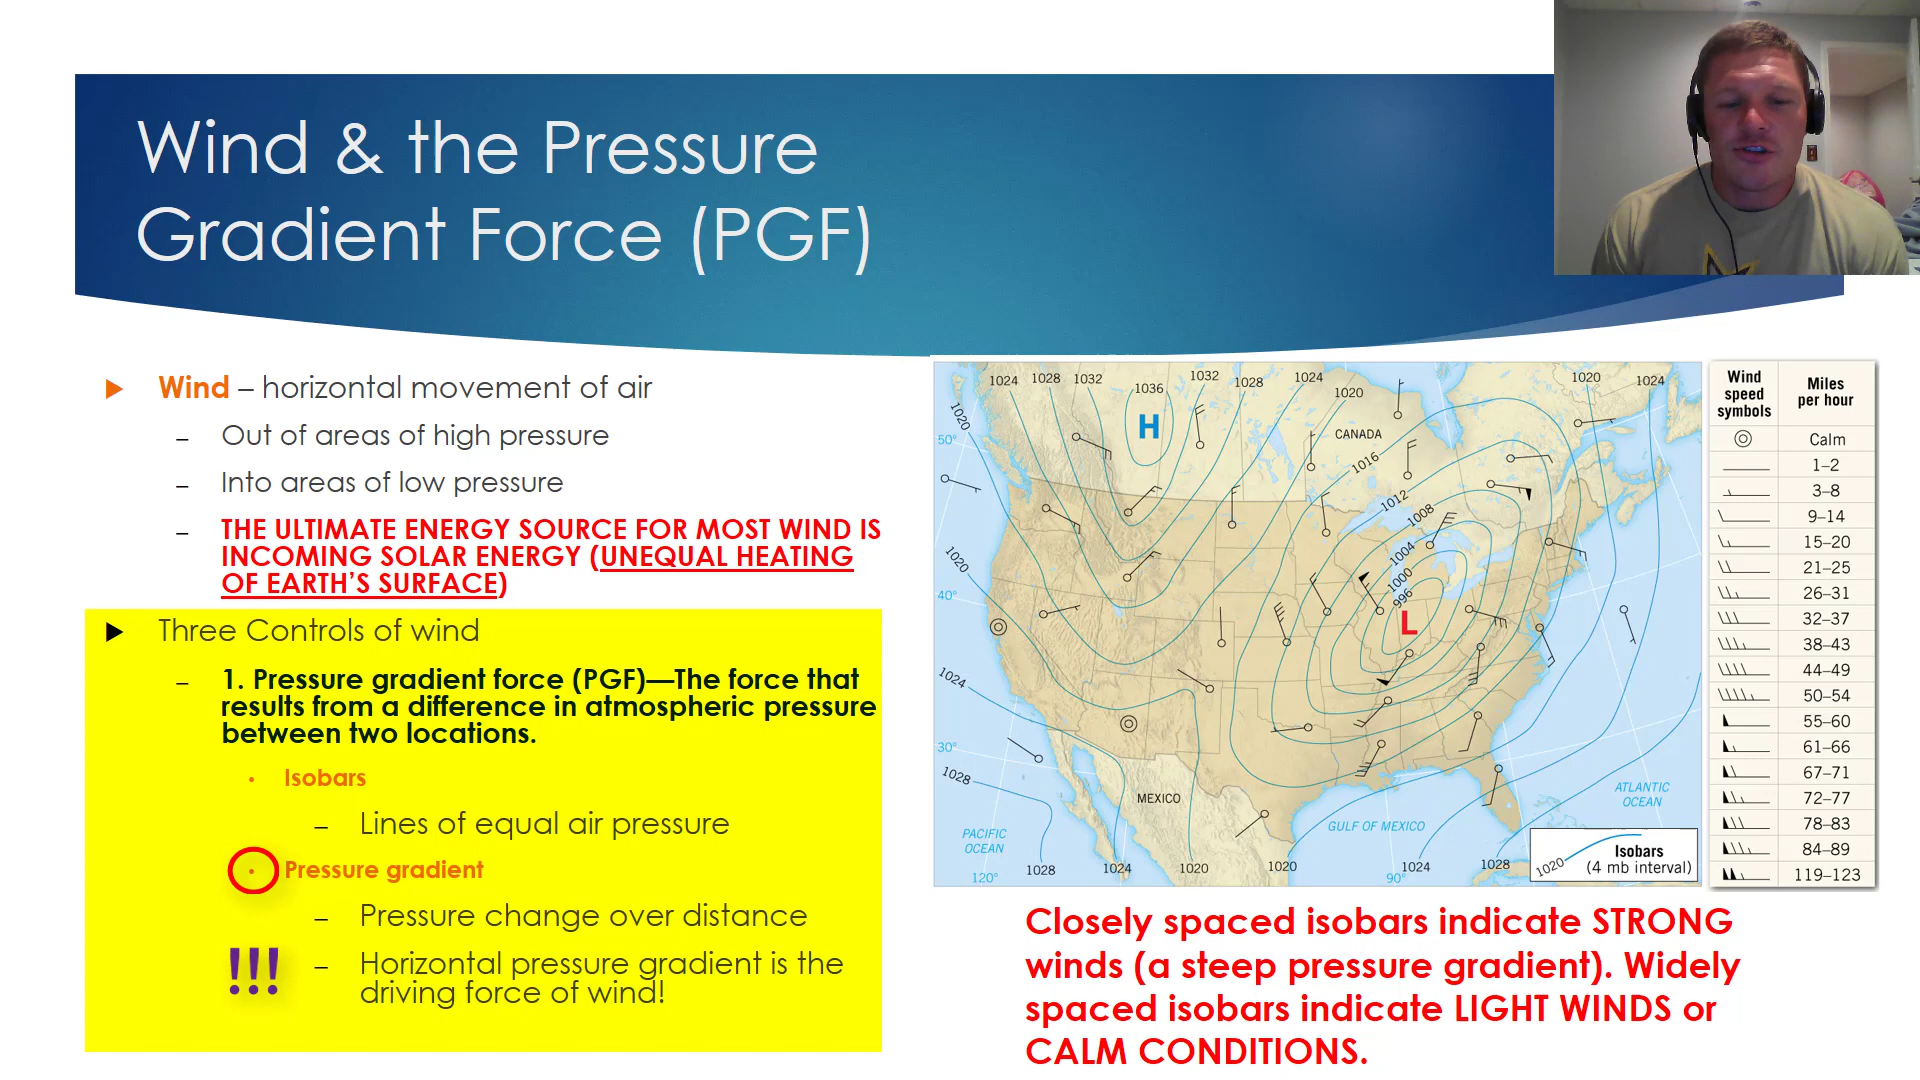 Wind & the Pressure
Gradient Force (PGF)
Wind – horizontal movement of air
– Out of areas of high pressure
– Into areas of low pressure
– THE ULTIMATE ENERGY SOURCE FOR MOST WIND IS
INCOMING SOLAR ENERGY (UNEQUAL HEATING
OF EARTH'S SURFACE)
Three Controls of wind
– 1. Pressure gradient force (PGF)—The force that
results from a difference in atmospheric pressure
between two locations.
• Isobars
– Lines of equal air pressure
• Pressure gradient
– Pressure change over distance
!!!
– Horizontal pressure gradient is the
driving force of wind!
1024 1028 1032 1036 1032 1028 1024 1020 1020 1024
1020
H
CANADA
50°
1016
1012
1008
1004
1020
1000
996
40°
L
1024
30°
1028
MEXICO
ATLANTIC
OCEAN
GULF OF MEXICO
PACIFIC
OCEAN
1028 1024 1020 1020 1024 1028
120° 90°
1020
Isobars
(4 mb interval)
Wind
speed
symbols
Miles
per hour
Calm
1–2
3–8
9–14
15–20
21–25
26–31
32–37
38–43
44–49
50–54
55–60
61–66
67–71
72–77
78–83
84–89
119–123
Closely spaced isobars indicate STRONG
winds (a steep pressure gradient). Widely
spaced isobars indicate LIGHT WINDS or
CALM CONDITIONS.